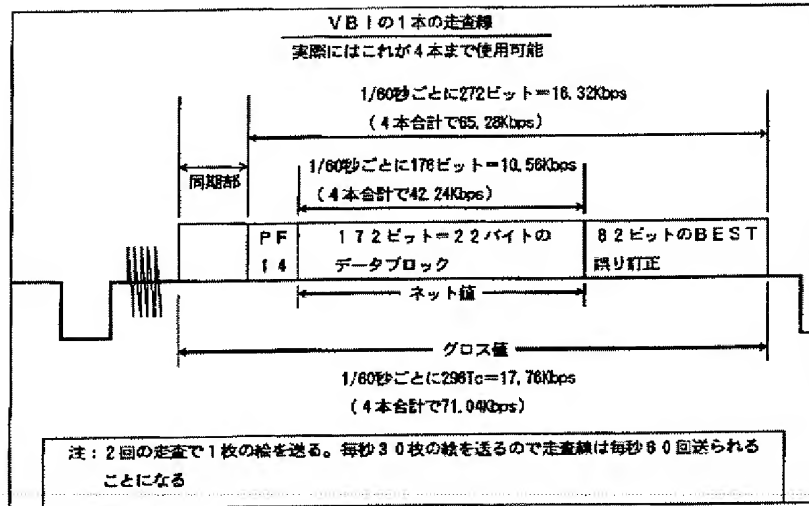 VBIの1本の走査線
実際にはこれが4本まで使用可能
1/60秒ごとに272ビット=16.32Kbps
(4本合計で65.28Kbps)
同期部
1/60秒ごとに176ビット=10.56Kbps
(4本合計で42.24Kbps)
PF
14
172ビット=22バイトの
データブロック
82ビットのBEST
誤り訂正
ネット値
グロス値
1/60秒ごとに296Tc=17.76Kbps
(4本合計で71.04Kbps)
注:2回の走査で1枚の絵を送る。毎秒30枚の絵を送るので走査線は毎秒60回送られる
ことになる